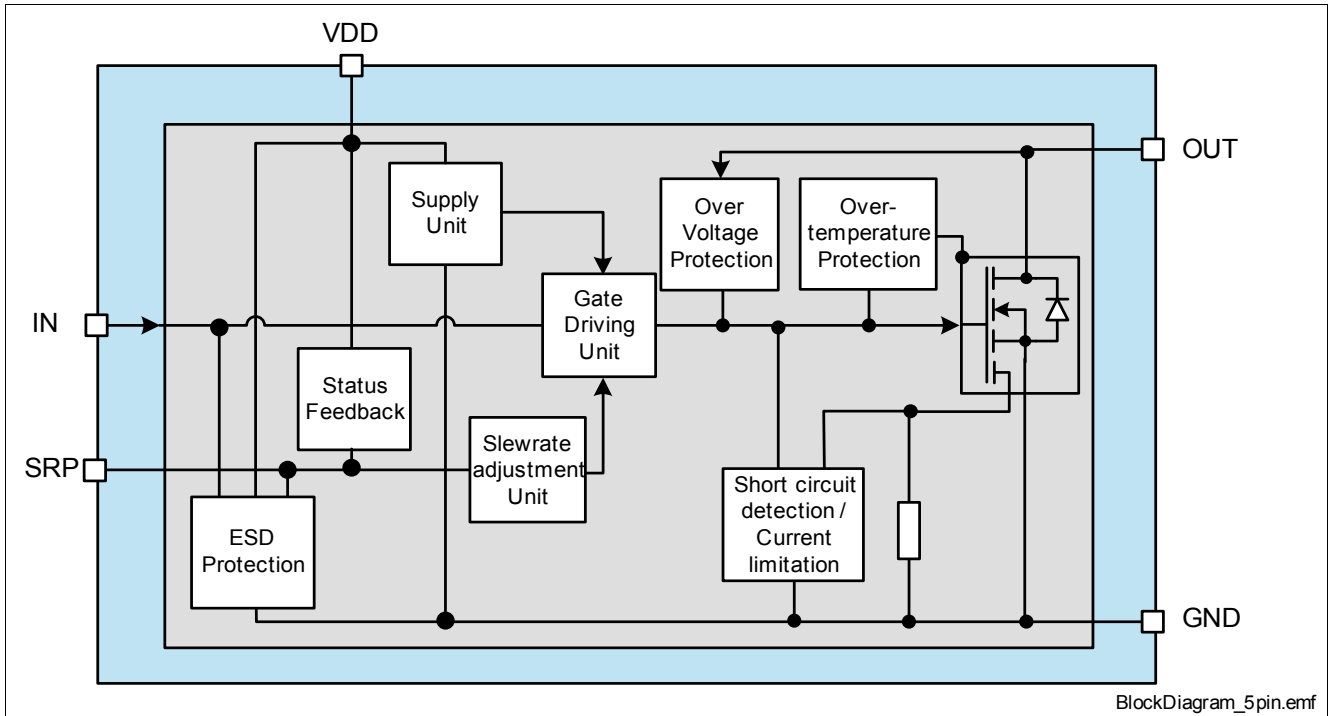 VDD
OUT
Supply
Unit
Over
Voltage
Protection
Over-
temperature
Protection
IN
Gate
Driving
Unit
Status
Feedback
SRP
Slewrate
adjustment
Unit
ESD
Protection
Short circuit
detection /
Current
limitation
GND
BlockDiagram_5pin.emf